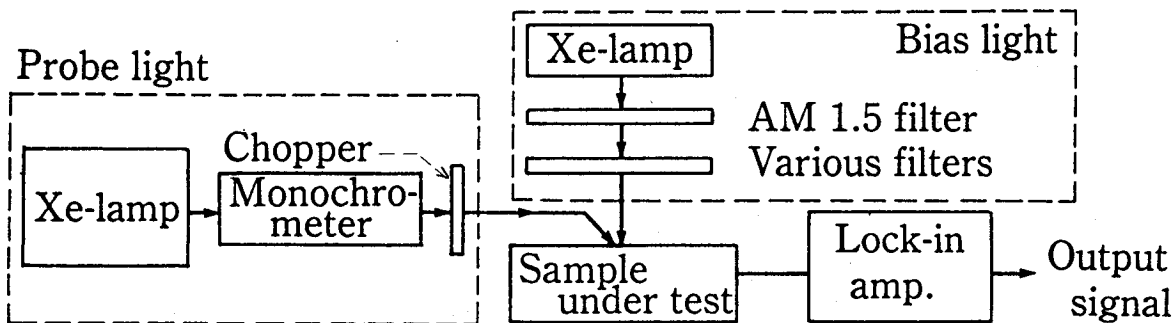 Probe light
Xe-lamp
Monochro-
meter
Chopper
Xe-lamp
Bias light
AM 1.5 filter
Various filters
Sample
under test
Lock-in
amp.
Output
signal